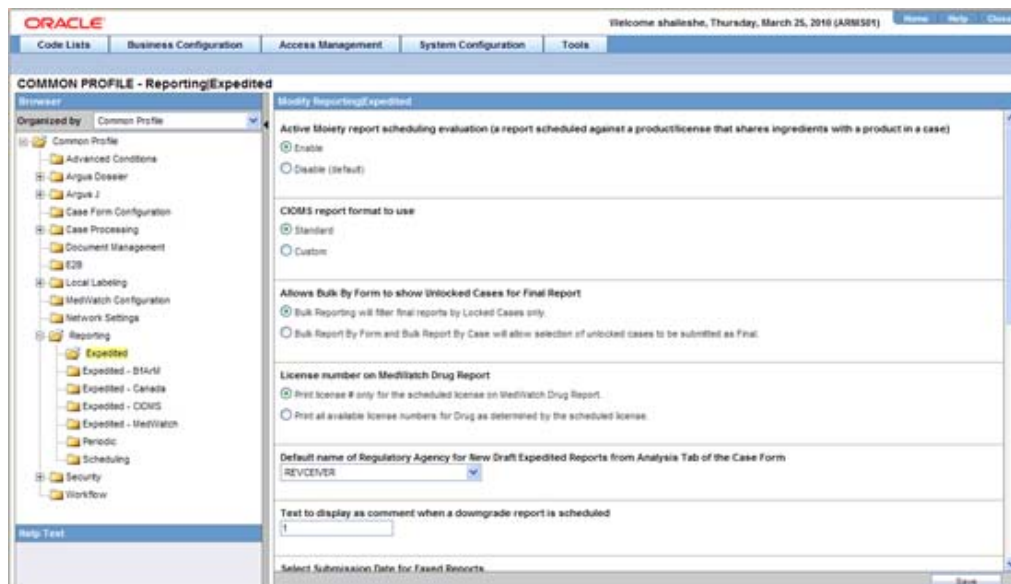 ORACLE
Welcome shaileshe, Thursday, March 25, 2010 (ARMS01)
Home Help Close
Code Lists Business Configuration Access Management System Configuration Tools
COMMON PROFILE - Reporting|Expedited
Browser
Organized by Common Profile
Common Profile
Advanced Conditions
Argus Dossier
Argus J
Case Form Configuration
Case Processing
Document Management
E2B
Local Labeling
MedWatch Configuration
Network Settings
Reporting
Expedited
Expedited - BfArM
Expedited - Canada
Expedited - CIOMS
Expedited - MedWatch
Periodic
Scheduling
Security
Workflow
Help Text
Modify Reporting|Expedited
Active Moiety report scheduling evaluation (a report scheduled against a product/license that shares ingredients with a product in a case)
Enable
Disable (default)
CIOMS report format to use
Standard
Custom
Allows Bulk By Form to show Unlocked Cases for Final Report
Bulk Reporting will filter final reports by Locked Cases only.
Bulk Report By Form and Bulk Report By Case will allow selection of unlocked cases to be submitted as Final.
License number on MedWatch Drug Report
Print license # only for the scheduled license on MedWatch Drug Report.
Print all available license numbers for Drug as determined by the scheduled license.
Default name of Regulatory Agency for New Draft Expedited Reports from Analysis Tab of the Case Form
REVCEIVER
Text to display as comment when a downgrade report is scheduled
1
Select Submission Date for Faxed Reports
Save